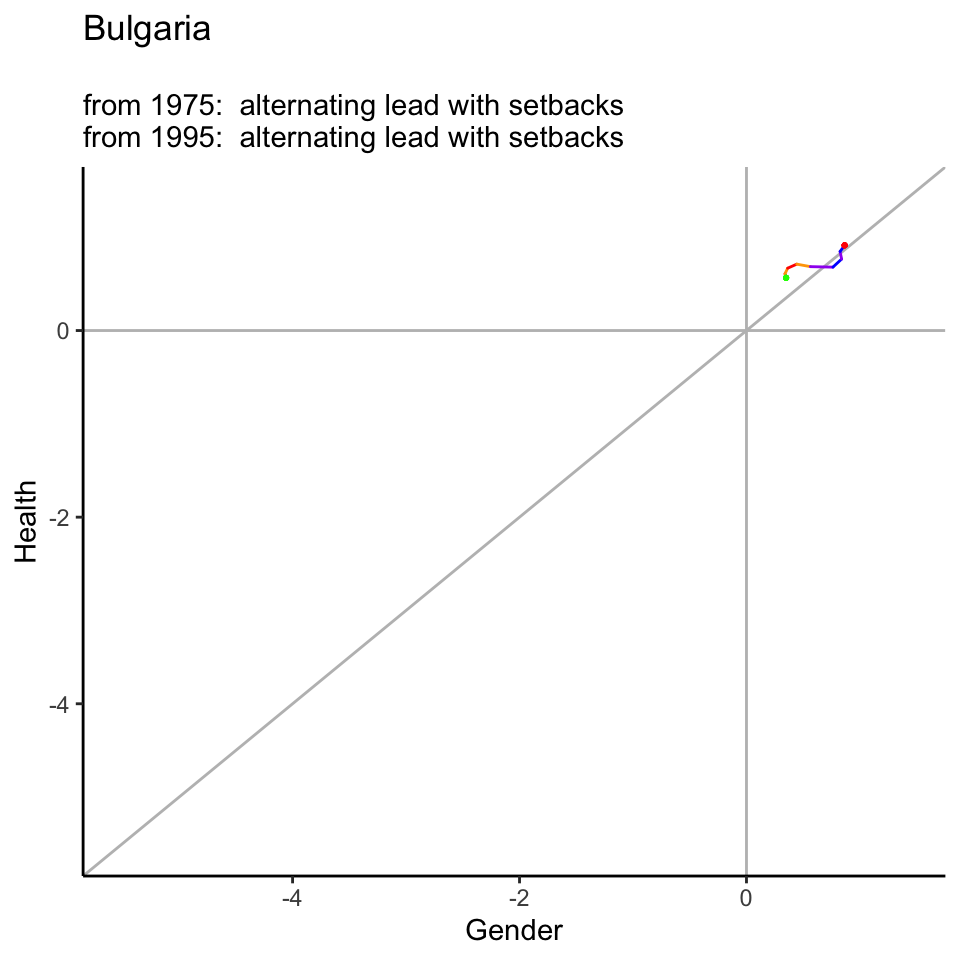 Bulgaria
from 1975:  alternating lead with setbacks
from 1995:  alternating lead with setbacks
Health
0
-2
-4
-4
-2
0
Gender